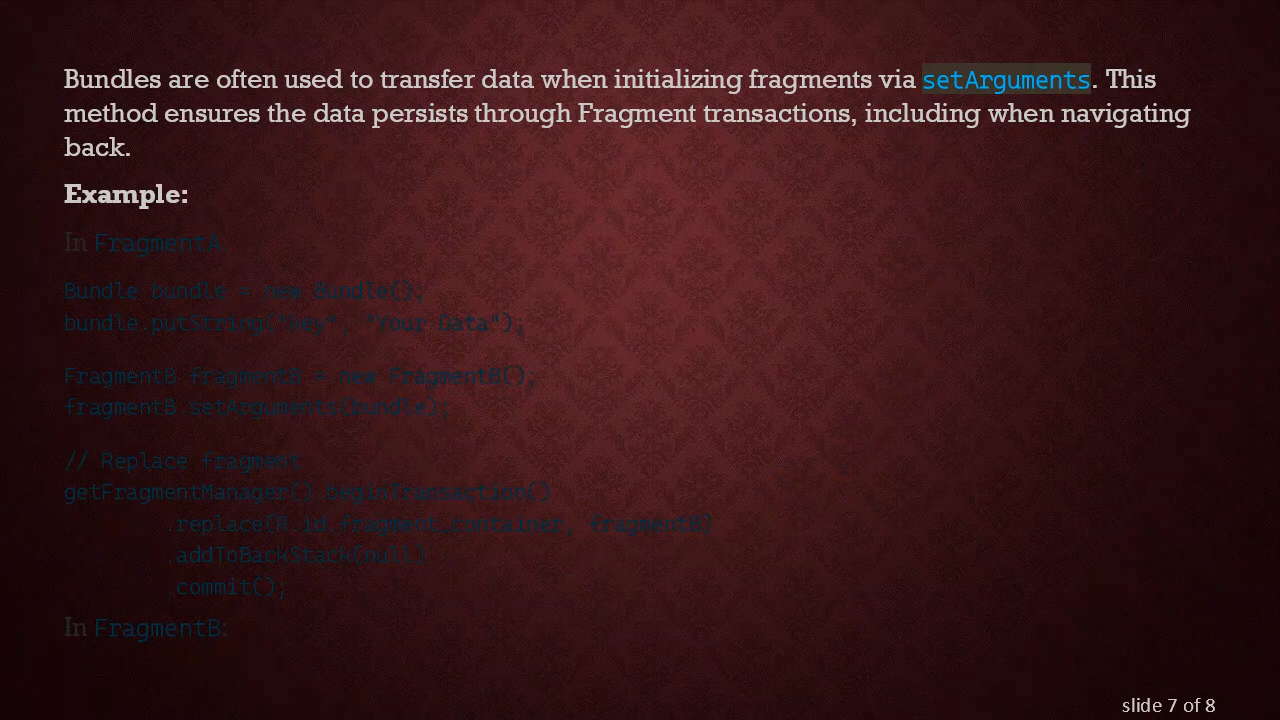 Bundles are often used to transfer data when initializing fragments via setArguments. This
method ensures the data persists through Fragment transactions, including when navigating
back.
Example:
In FragmentA:
Bundle bundle = new Bundle();
bundle.putString("key", "Your Data");
FragmentB fragmentB = new FragmentB();
fragmentB.setArguments(bundle);
// Replace fragment
getFragmentManager().beginTransaction()
.replace(R.id.fragment_container, fragmentB)
.addToBackStack(null)
.commit();
In FragmentB:
slide 7 of 8